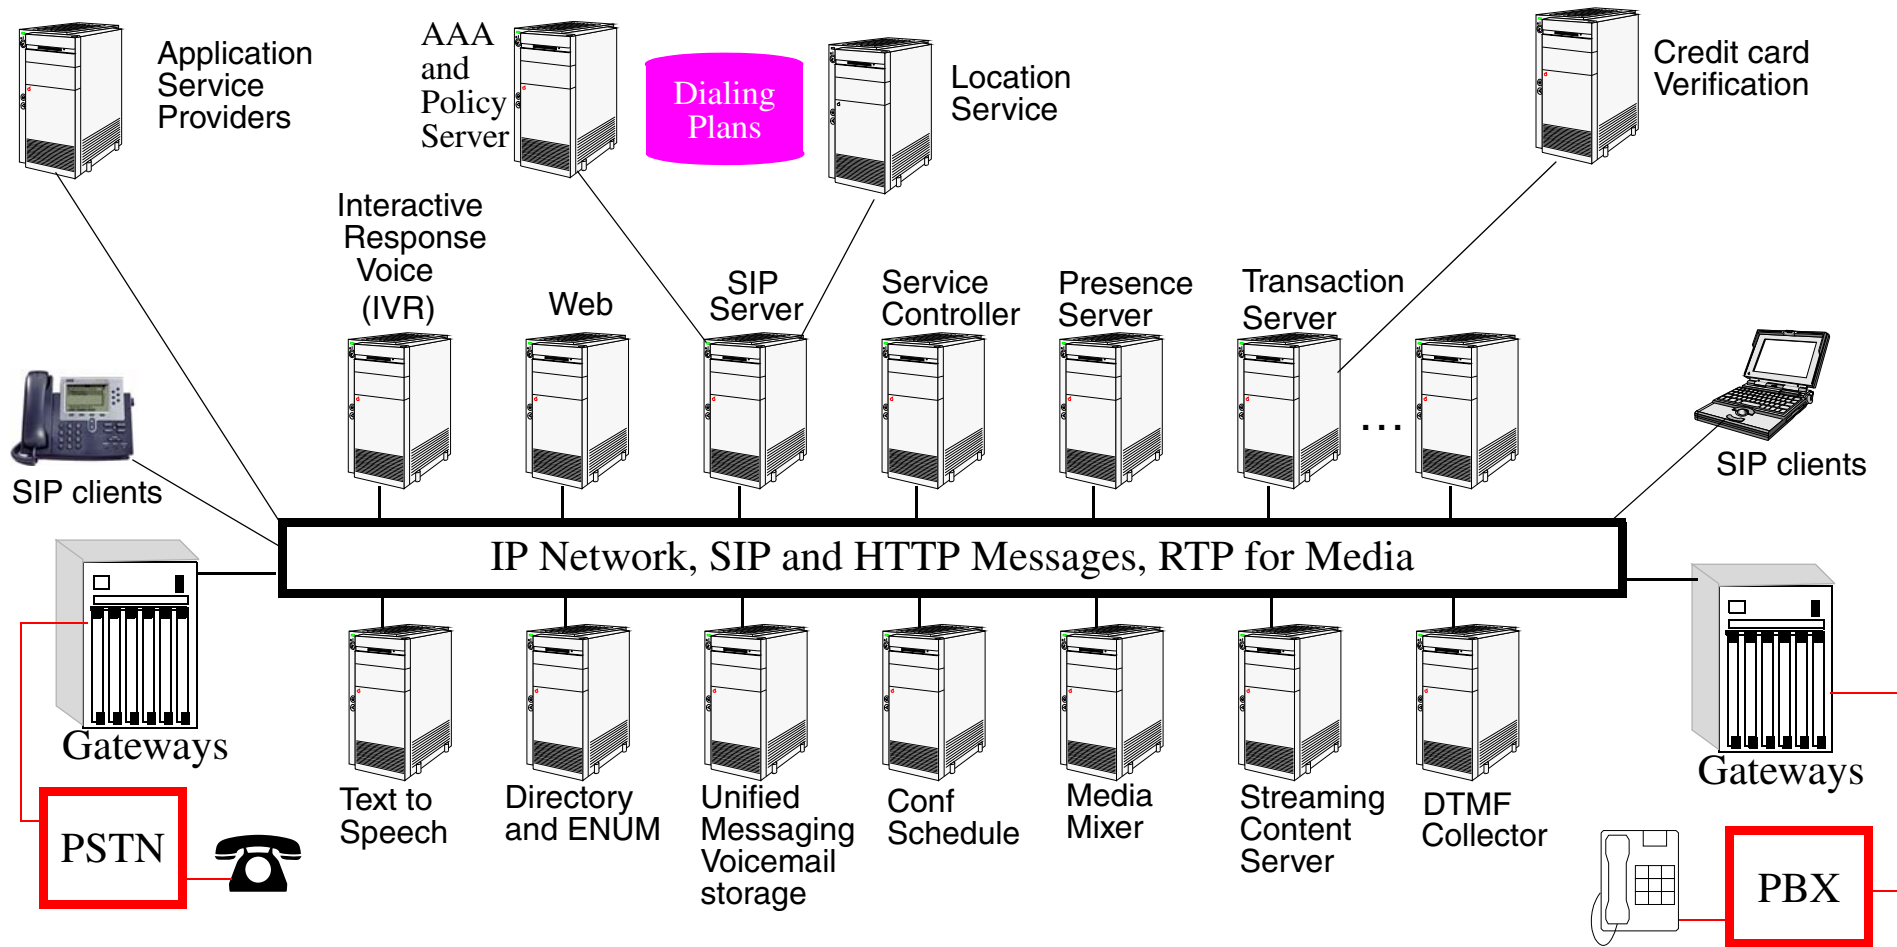 Application
Service
Providers
AAA
and
Policy
Server
Dialing
Plans
Location
Service
Credit card
Verification
Interactive
Response
Voice
(IVR)
Web
SIP
Server
Service
Controller
Presence
Server
Transaction
Server
...
SIP clients
SIP clients
IP Network, SIP and HTTP Messages, RTP for Media
Gateways
Gateways
Text to
Speech
Directory
and ENUM
Unified
Messaging
Voicemail
storage
Conf
Schedule
Media
Mixer
Streaming
Content
Server
DTMF
Collector
PSTN
PBX